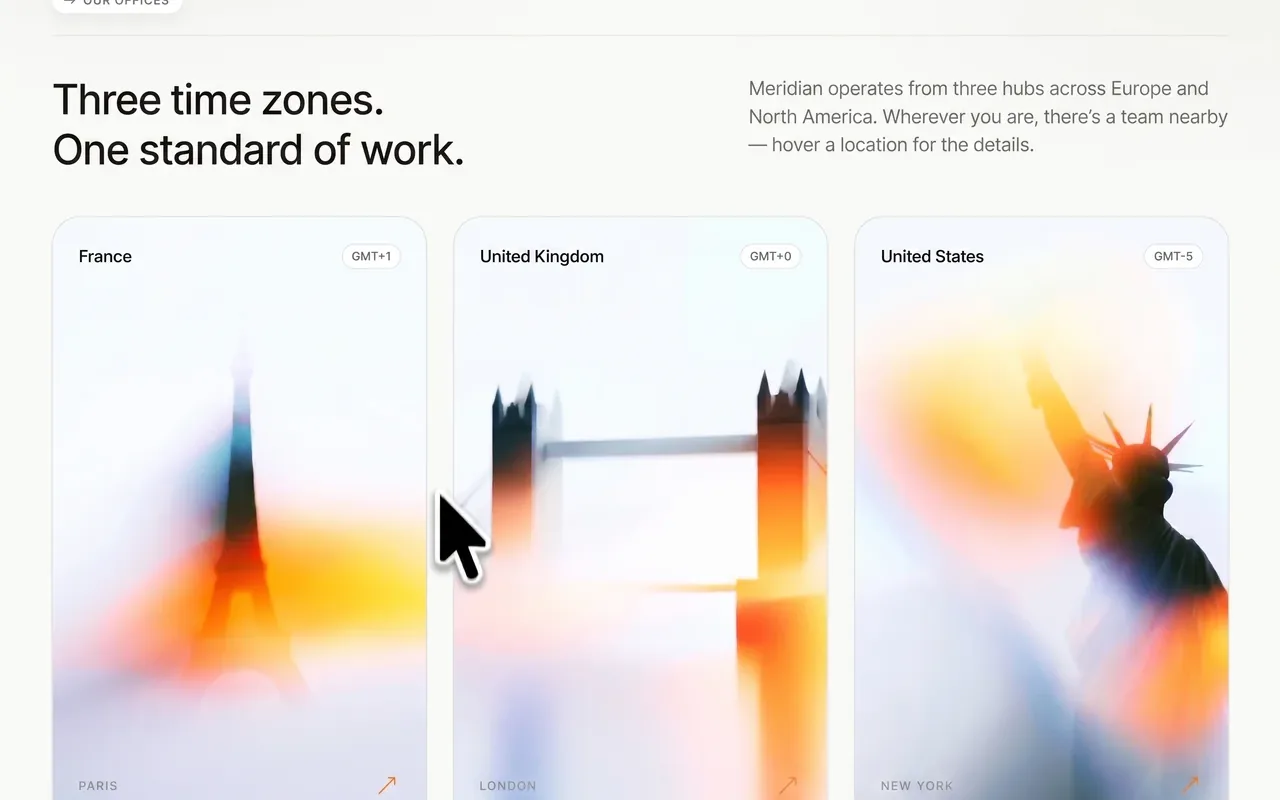 → OUR OFFICES
Three time zones.
One standard of work.
Meridian operates from three hubs across Europe and
North America. Wherever you are, there’s a team nearby
— hover a location for the details.
France
GMT+1
United Kingdom
GMT+0
United States
GMT-5
PARIS
LONDON
NEW YORK